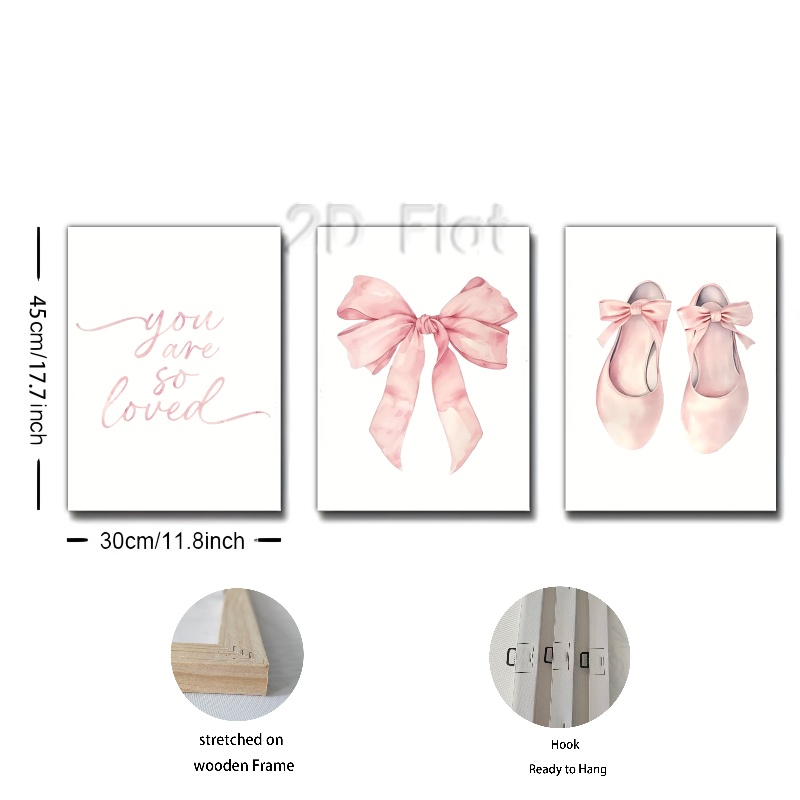 2D Flat
you
are
so
loved
45cm/17.7inch
30cm/11.8inch
stretched on
wooden Frame
Hook
Ready to Hang